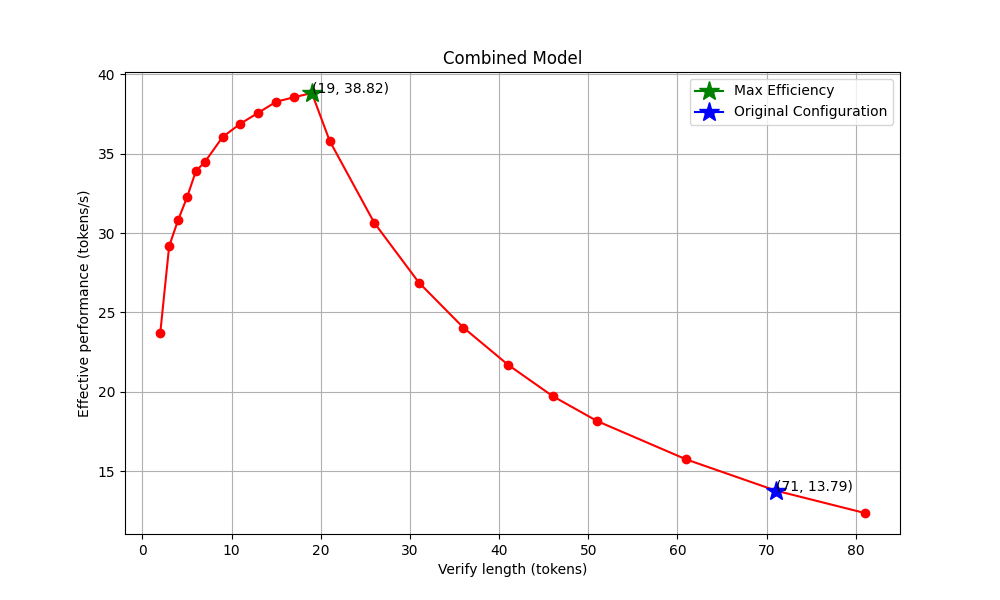 Combined Model
Max Efficiency
Original Configuration
(19, 38.82)
(71, 13.79)
Effective performance (tokens/s)
40
35
30
25
20
15
0 10 20 30 40 50 60 70 80
Verify length (tokens)